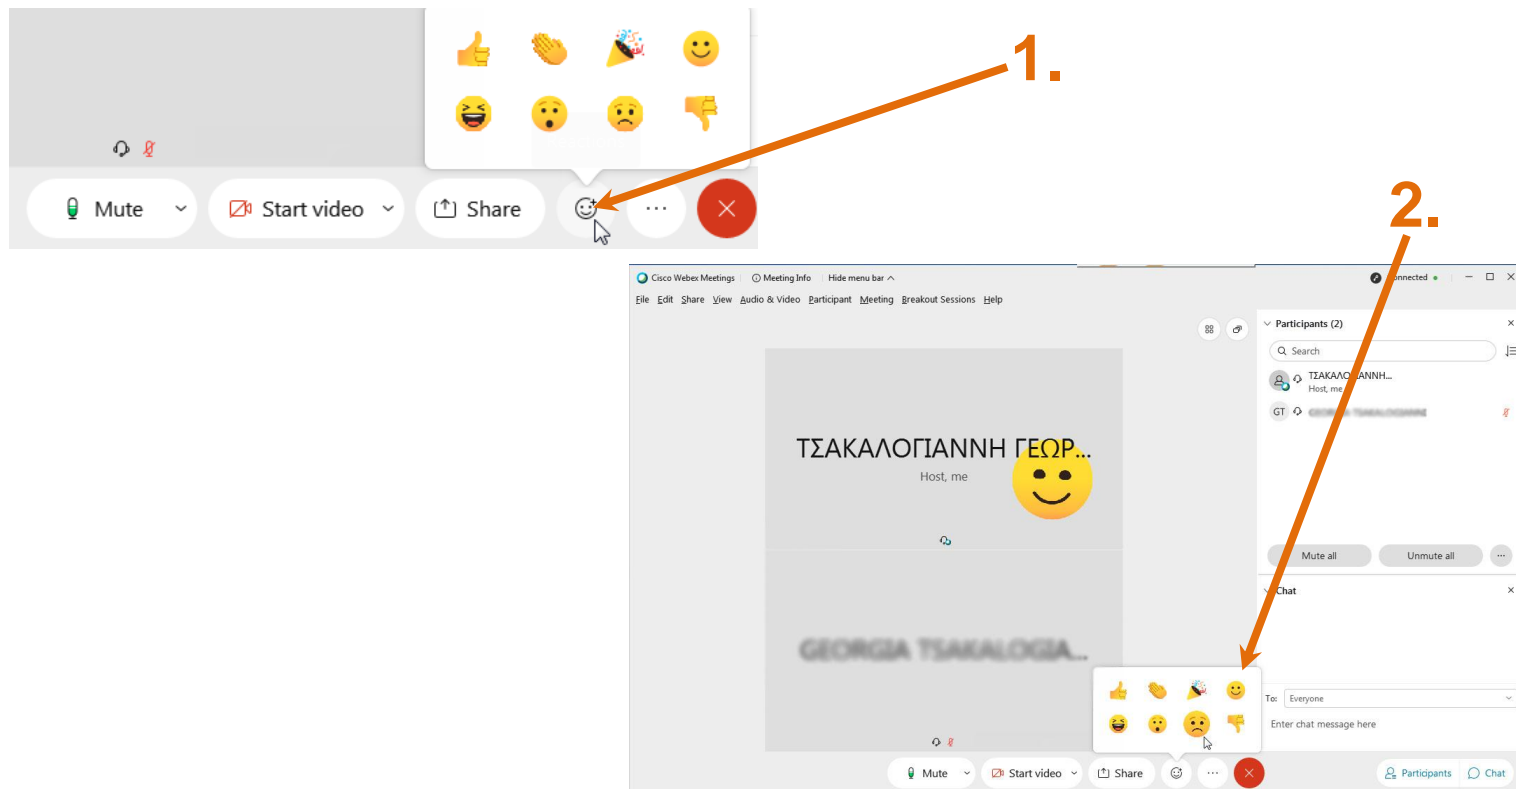 1.
Mute
Start video
Share
2.
Cisco Webex Meetings
Meeting Info
Hide menu bar
File Edit Share View Audio & Video Participant Meeting Breakout Sessions Help
Participants (2)
Search
Host, me
GT
ΤΣΑΚΑΛΟΓΙΑΝΝΗ ΓΕΩΡ...
Host, me
Mute all
Unmute all
Chat
GEORGIA TSAKALOGIA...
To: Everyone
Enter chat message here
Mute
Start video
Share
Participants
Chat